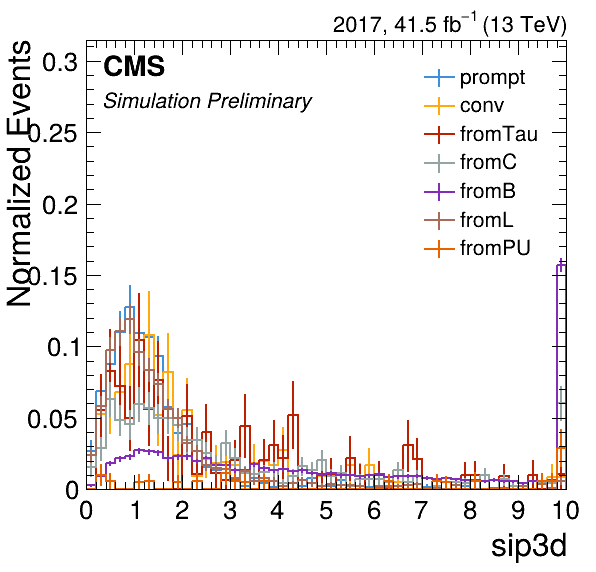 2017, 41.5 fb⁻¹ (13 TeV)
CMS
Simulation Preliminary
Normalized Events
0.3
0.25
0.2
0.15
0.1
0.05
0
prompt
conv
fromTau
fromC
fromB
fromL
fromPU
0 1 2 3 4 5 6 7 8 9 10
sip3d